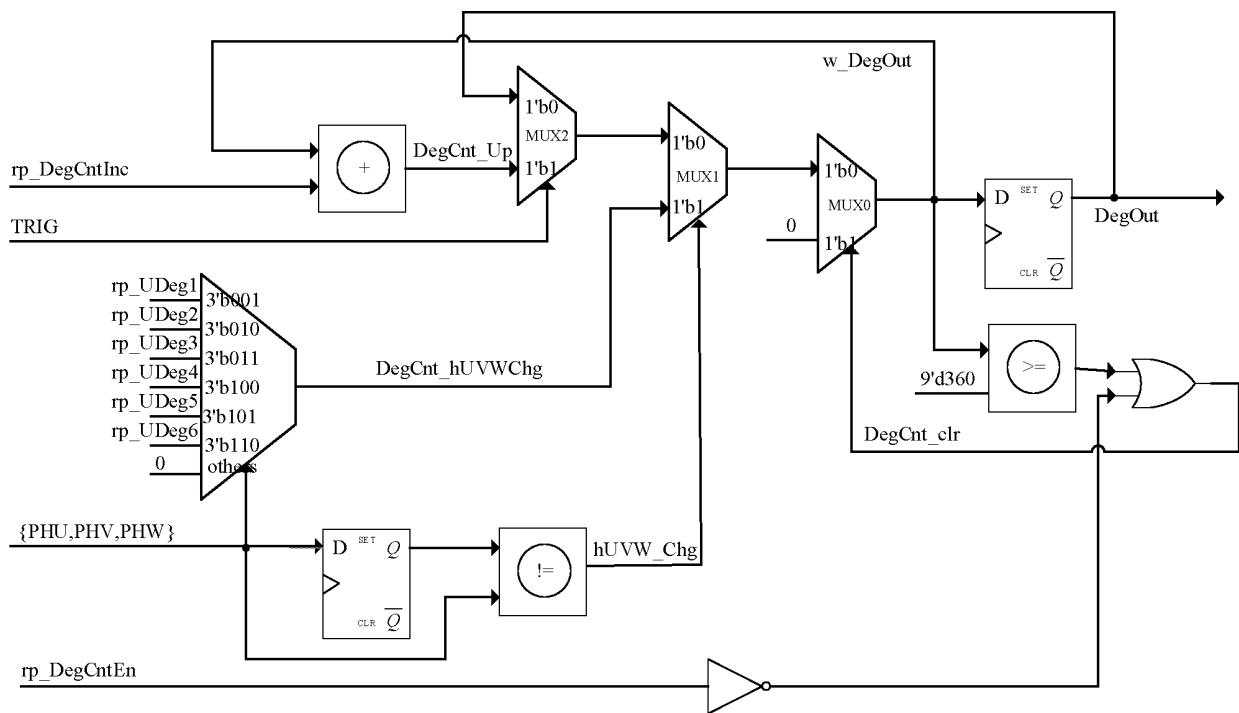 w_DegOut
1'b0
MUX2
1'b1
DegCnt_Up
+
rp_DegCntInc
TRIG
1'b0
MUX1
1'b1
1'b0
MUX0
1'b1
0
D
SET
Q
CLR
Q
DegOut
rp_UDeg1
3'b001
rp_UDeg2
3'b010
rp_UDeg3
3'b011
rp_UDeg4
3'b100
rp_UDeg5
3'b101
rp_UDeg6
3'b110
0
others
DegCnt_hUVWChg
>=
9'd360
DegCnt_clr
{PHU,PHV,PHW}
D
SET
Q
CLR
Q
!=
hUVW_Chg
rp_DegCntEn